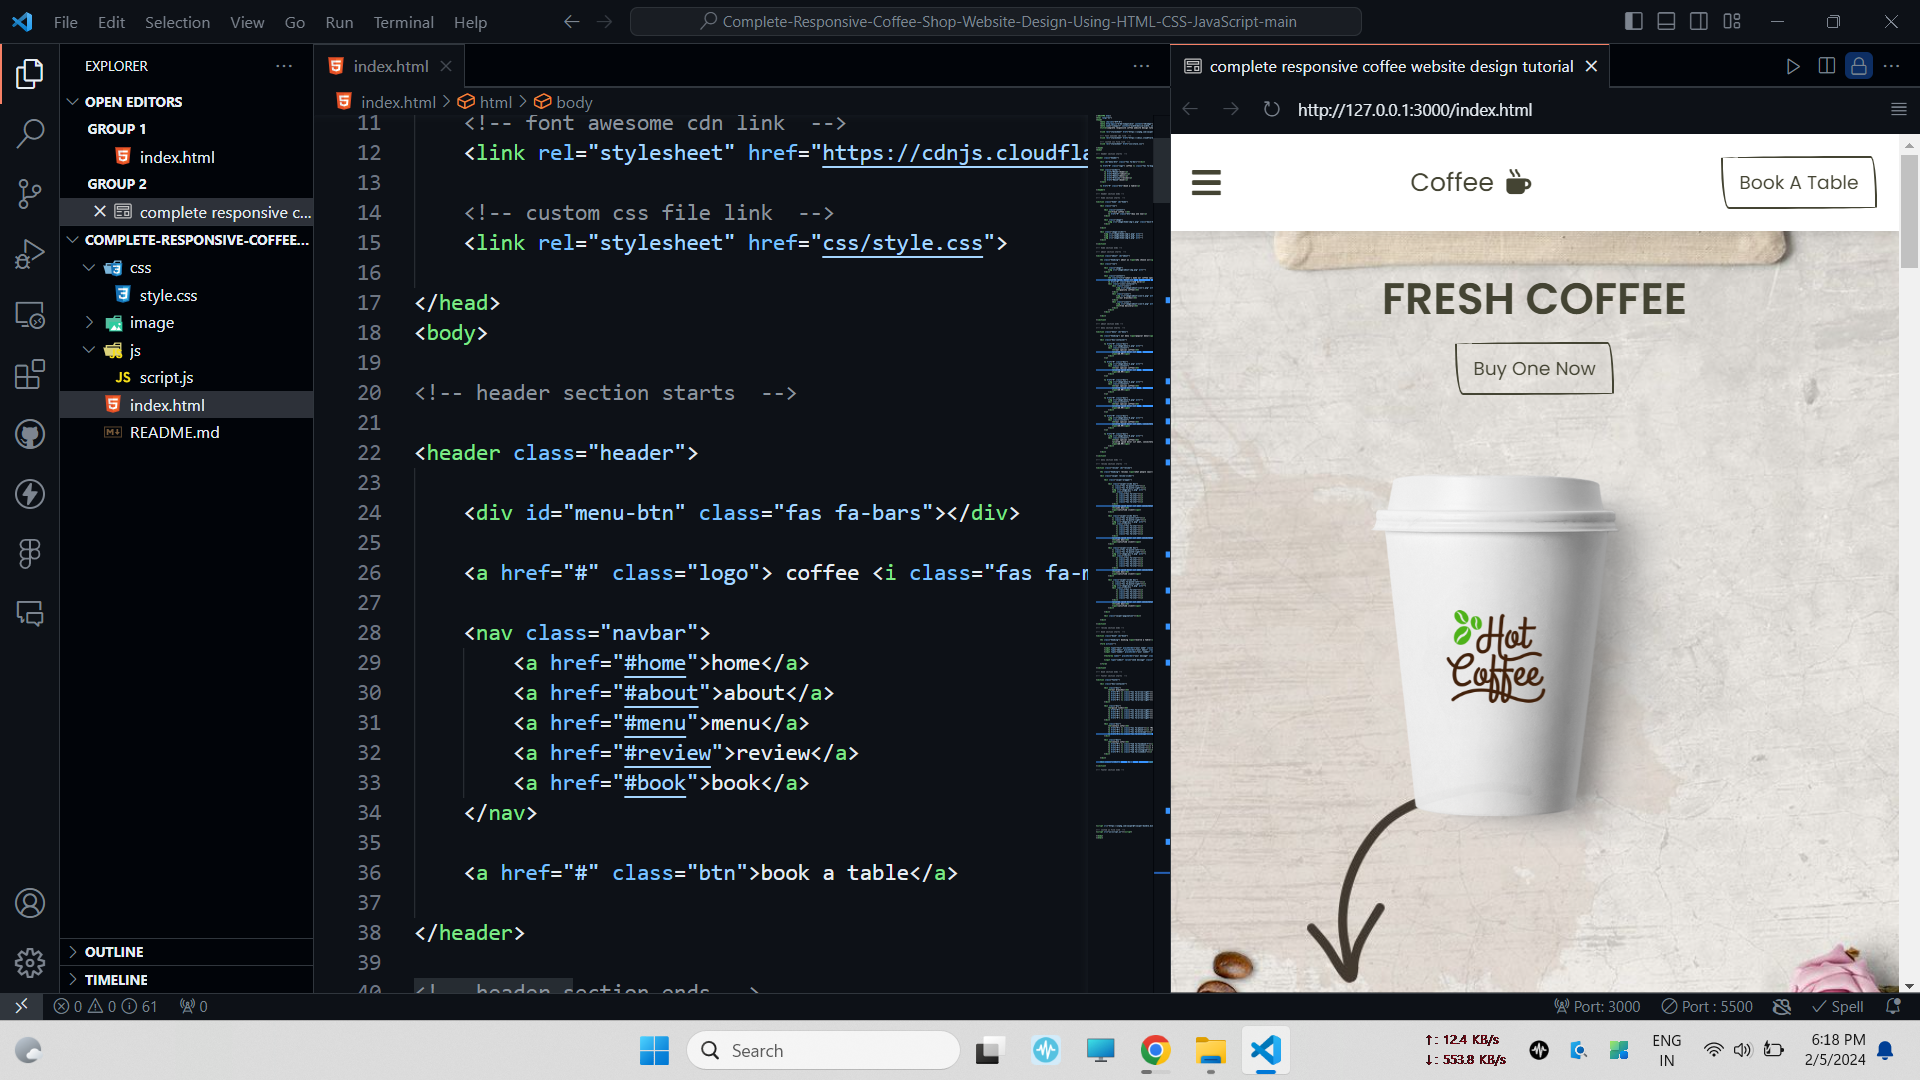 File Edit Selection View Go Run Terminal Help
Complete-Responsive-Coffee-Shop-Website-Design-Using-HTML-CSS-JavaScript-main
EXPLORER
OPEN EDITORS
GROUP 1
index.html
GROUP 2
complete responsive c...
COMPLETE-RESPONSIVE-COFFEE...
css
style.css
image
js
JS script.js
index.html
README.md
OUTLINE
TIMELINE
index.html
index.html > html > body
11 <!-- font awesome cdn link  -->
12 <link rel="stylesheet" href="https://cdnjs.cloudfla
13
14 <!-- custom css file link  -->
15 <link rel="stylesheet" href="css/style.css">
16
17 </head>
18 <body>
19
20 <!-- header section starts  -->
21
22 <header class="header">
23
24 <div id="menu-btn" class="fas fa-bars"></div>
25
26 <a href="#" class="logo"> coffee <i class="fas fa-m
27
28 <nav class="navbar">
29 <a href="#home">home</a>
30 <a href="#about">about</a>
31 <a href="#menu">menu</a>
32 <a href="#review">review</a>
33 <a href="#book">book</a>
34 </nav>
35
36 <a href="#" class="btn">book a table</a>
37
38 </header>
39
40 <!-- header section ends  -->
complete responsive coffee website design tutorial
http://127.0.0.1:3000/index.html
Coffee
Book A Table
FRESH COFFEE
Buy One Now
Hot
Coffee
0 0 61 0
Port: 3000 Port : 5500 Spell
Search
↑: 12.4 KB/s
↓: 553.8 KB/s
ENG
IN
6:18 PM
2/5/2024